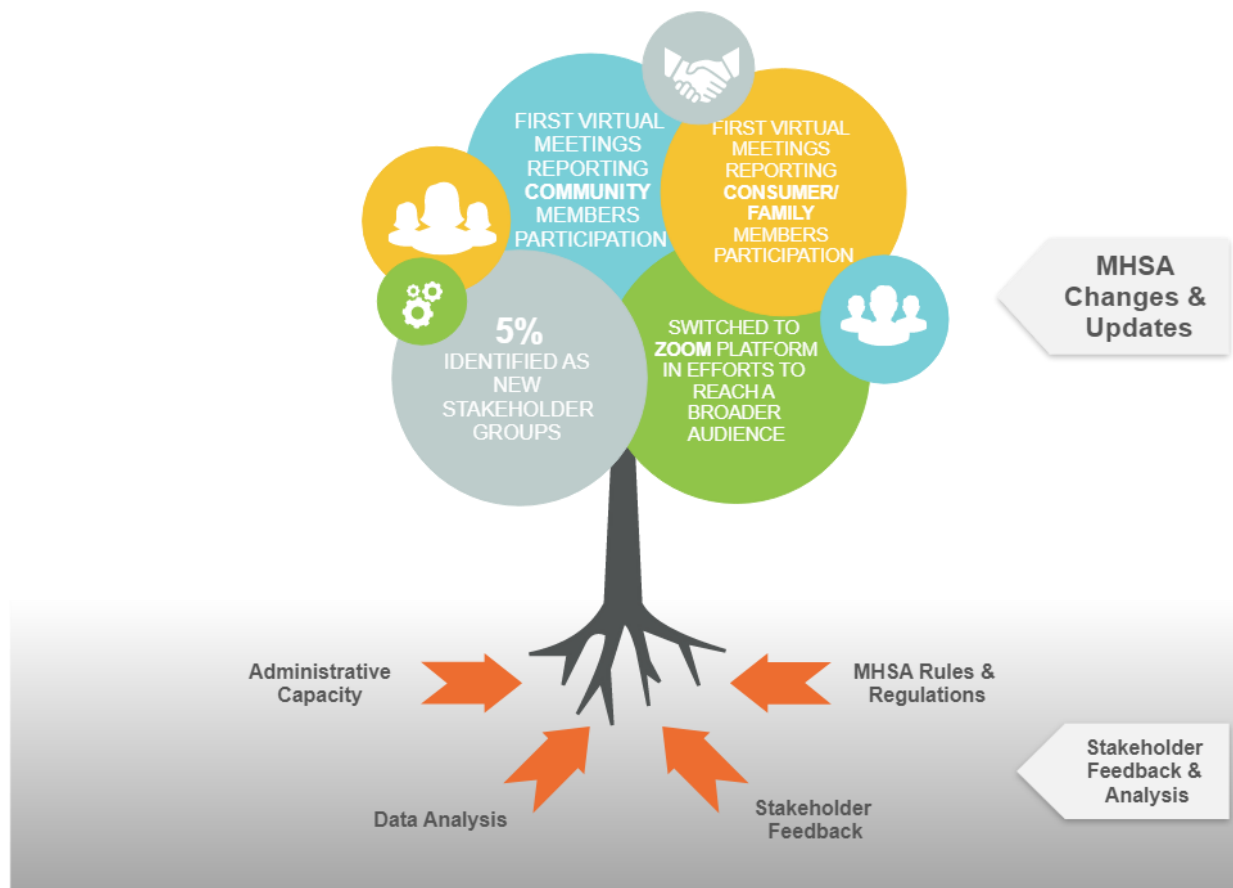 FIRST VIRTUAL
MEETINGS
REPORTING
COMMUNITY
MEMBERS
PARTICIPATION
FIRST VIRTUAL
MEETINGS
REPORTING
CONSUMER/
FAMILY
MEMBERS
PARTICIPATION
5%
IDENTIFIED AS
NEW
STAKEHOLDER
GROUPS
SWITCHED TO
ZOOM PLATFORM
IN EFFORTS TO
REACH A
BROADER
AUDIENCE
MHSA
Changes &
Updates
Administrative
Capacity
MHSA Rules &
Regulations
Data Analysis
Stakeholder
Feedback
Stakeholder
Feedback &
Analysis